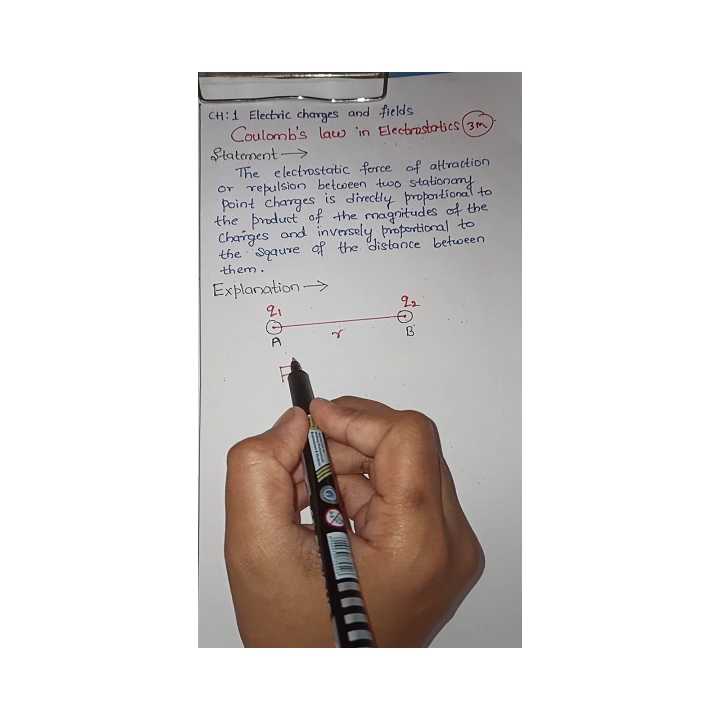 CH:1 Electric charges and fields
Coulomb's law in Electrostatics 3m
Statement →
The electrostatic force of attraction
or repulsion between two stationary
Point Charges is directly proportional to
the product of the magnitudes of the
Charges and inversely proportional to
the sqaure of the distance between
them.
Explanation →
q1 q2
r
A B
F